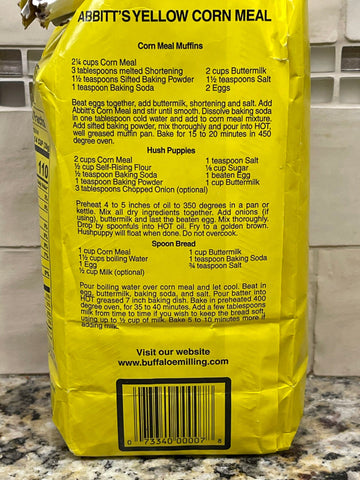 ABBITT'S YELLOW CORN MEAL
Corn Meal Muffins
2¼ cups Corn Meal
3 tablespoons melted Shortening 2 cups Buttermilk
1½ teaspoons Sifted Baking Powder 1½ teaspoons Salt
1 teaspoon Baking Soda 2 Eggs
Beat eggs together, add buttermilk, shortening and salt. Add
Abbitt's Corn Meal and stir until smooth. Dissolve baking soda
in one tablespoon cold water and add to corn meal mixture.
Add sifted baking powder, mix thoroughly and pour into HOT,
well greased muffin pan. Bake for 15 to 20 minutes in 450
degree oven.
Hush Puppies
2 cups Corn Meal 1 teaspoon Salt
½ cup Self-Rising Flour ¼ cup Sugar
½ teaspoon Baking Soda 1 beaten Egg
1 teaspoon Baking Powder 1 cup Buttermilk
3 tablespoons Chopped Onion (optional)
Preheat 4 to 5 inches of oil to 350 degrees in a pan or
kettle. Mix all dry ingredients together. Add onions (if
using), buttermilk and last the beaten egg. Mix thoroughly.
Drop by spoonfuls into HOT oil. Fry to a golden brown.
Hushpuppy will float when done. Do not overcook.
Spoon Bread
1 cup Corn Meal 1 cup Buttermilk
1½ cups boiling Water 1 teaspoon Baking Soda
1 Egg ¾ teaspoon Salt
½ cup Milk (optional)
Pour boiling water over corn meal and let cool. Beat in
egg, buttermilk, baking soda, and salt. Pour batter into
HOT greased 7 inch baking dish. Bake in preheated 400
degree oven, for 35 to 40 minutes. Add a few tablespoons
milk from time to time if you wish to keep the bread soft,
using up to ½ cup of milk. Bake 5 to 10 minutes more if
adding milk.
Visit our website
www.buffaloemilling.com
0 73340 00007 8
110